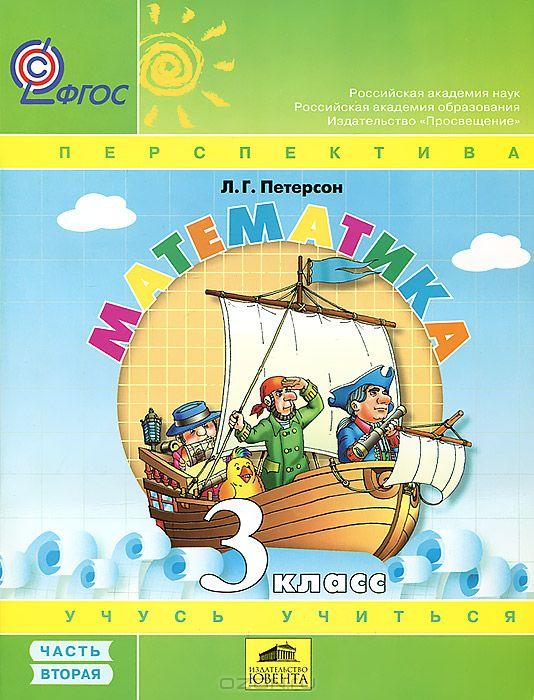 ФГОС
Российская академия наук
Российская академия образования
Издательство «Просвещение»
ПЕРСПЕКТИВА
Л. Г. Петерсон
МАТЕМАТИКА
3 класс
УЧУСЬ УЧИТЬСЯ
ЧАСТЬ
ВТОРАЯ
ИЗДАТЕЛЬСТВО
ЮВЕНТА